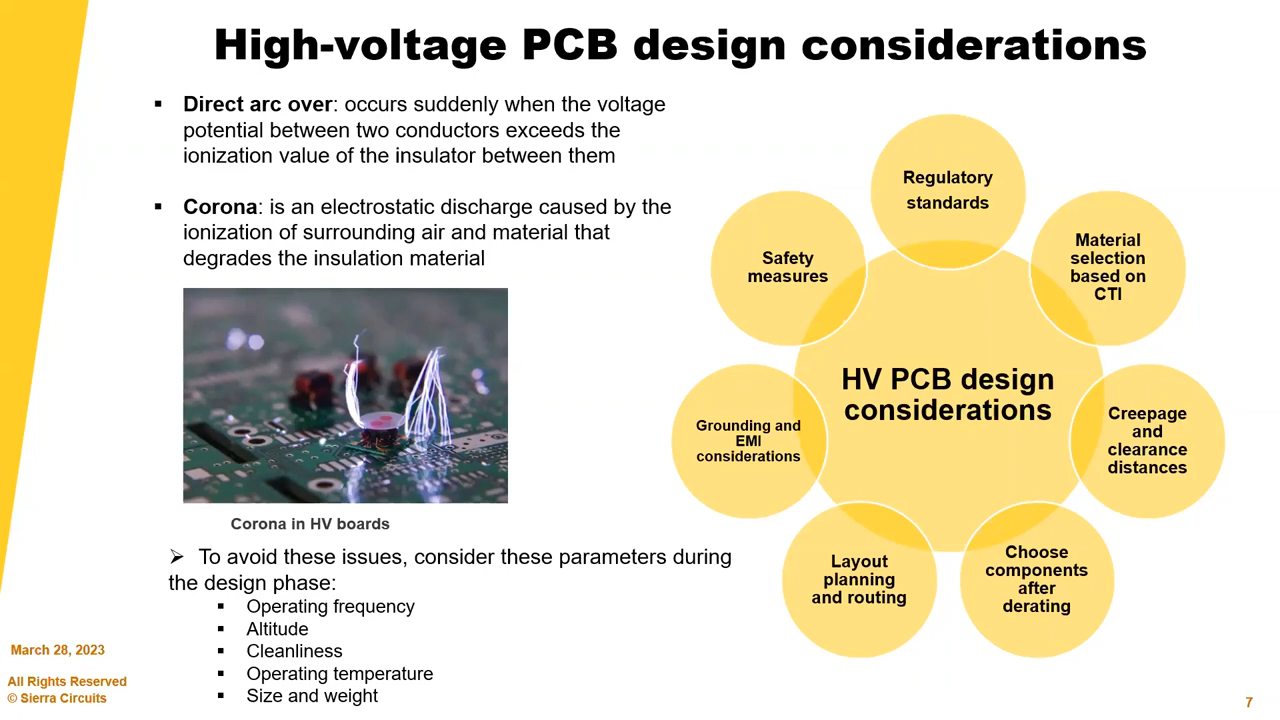 High-voltage PCB design considerations
▪ Direct arc over: occurs suddenly when the voltage
potential between two conductors exceeds the
ionization value of the insulator between them
▪ Corona: is an electrostatic discharge caused by the
ionization of surrounding air and material that
degrades the insulation material
Corona in HV boards
➢ To avoid these issues, consider these parameters during
the design phase:
▪ Operating frequency
▪ Altitude
▪ Cleanliness
▪ Operating temperature
▪ Size and weight
Regulatory
standards
Material
selection
based on
CTI
Creepage
and
clearance
distances
Choose
components
after
derating
Layout
planning
and routing
Grounding and
EMI
considerations
Safety
measures
HV PCB design
considerations
March 28, 2023
All Rights Reserved
© Sierra Circuits
7